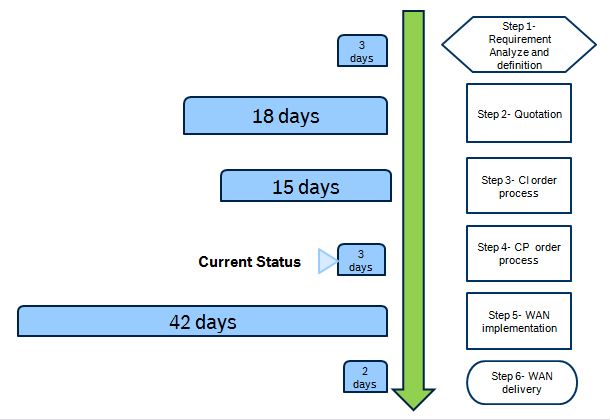 3
days
Step 1-
Requirement
Analyze and
definition
18 days
Step 2- Quotation
15 days
Step 3- CI order
process
Current Status
3
days
Step 4- CP order
process
42 days
Step 5- WAN
implementation
2
days
Step 6- WAN
delivery